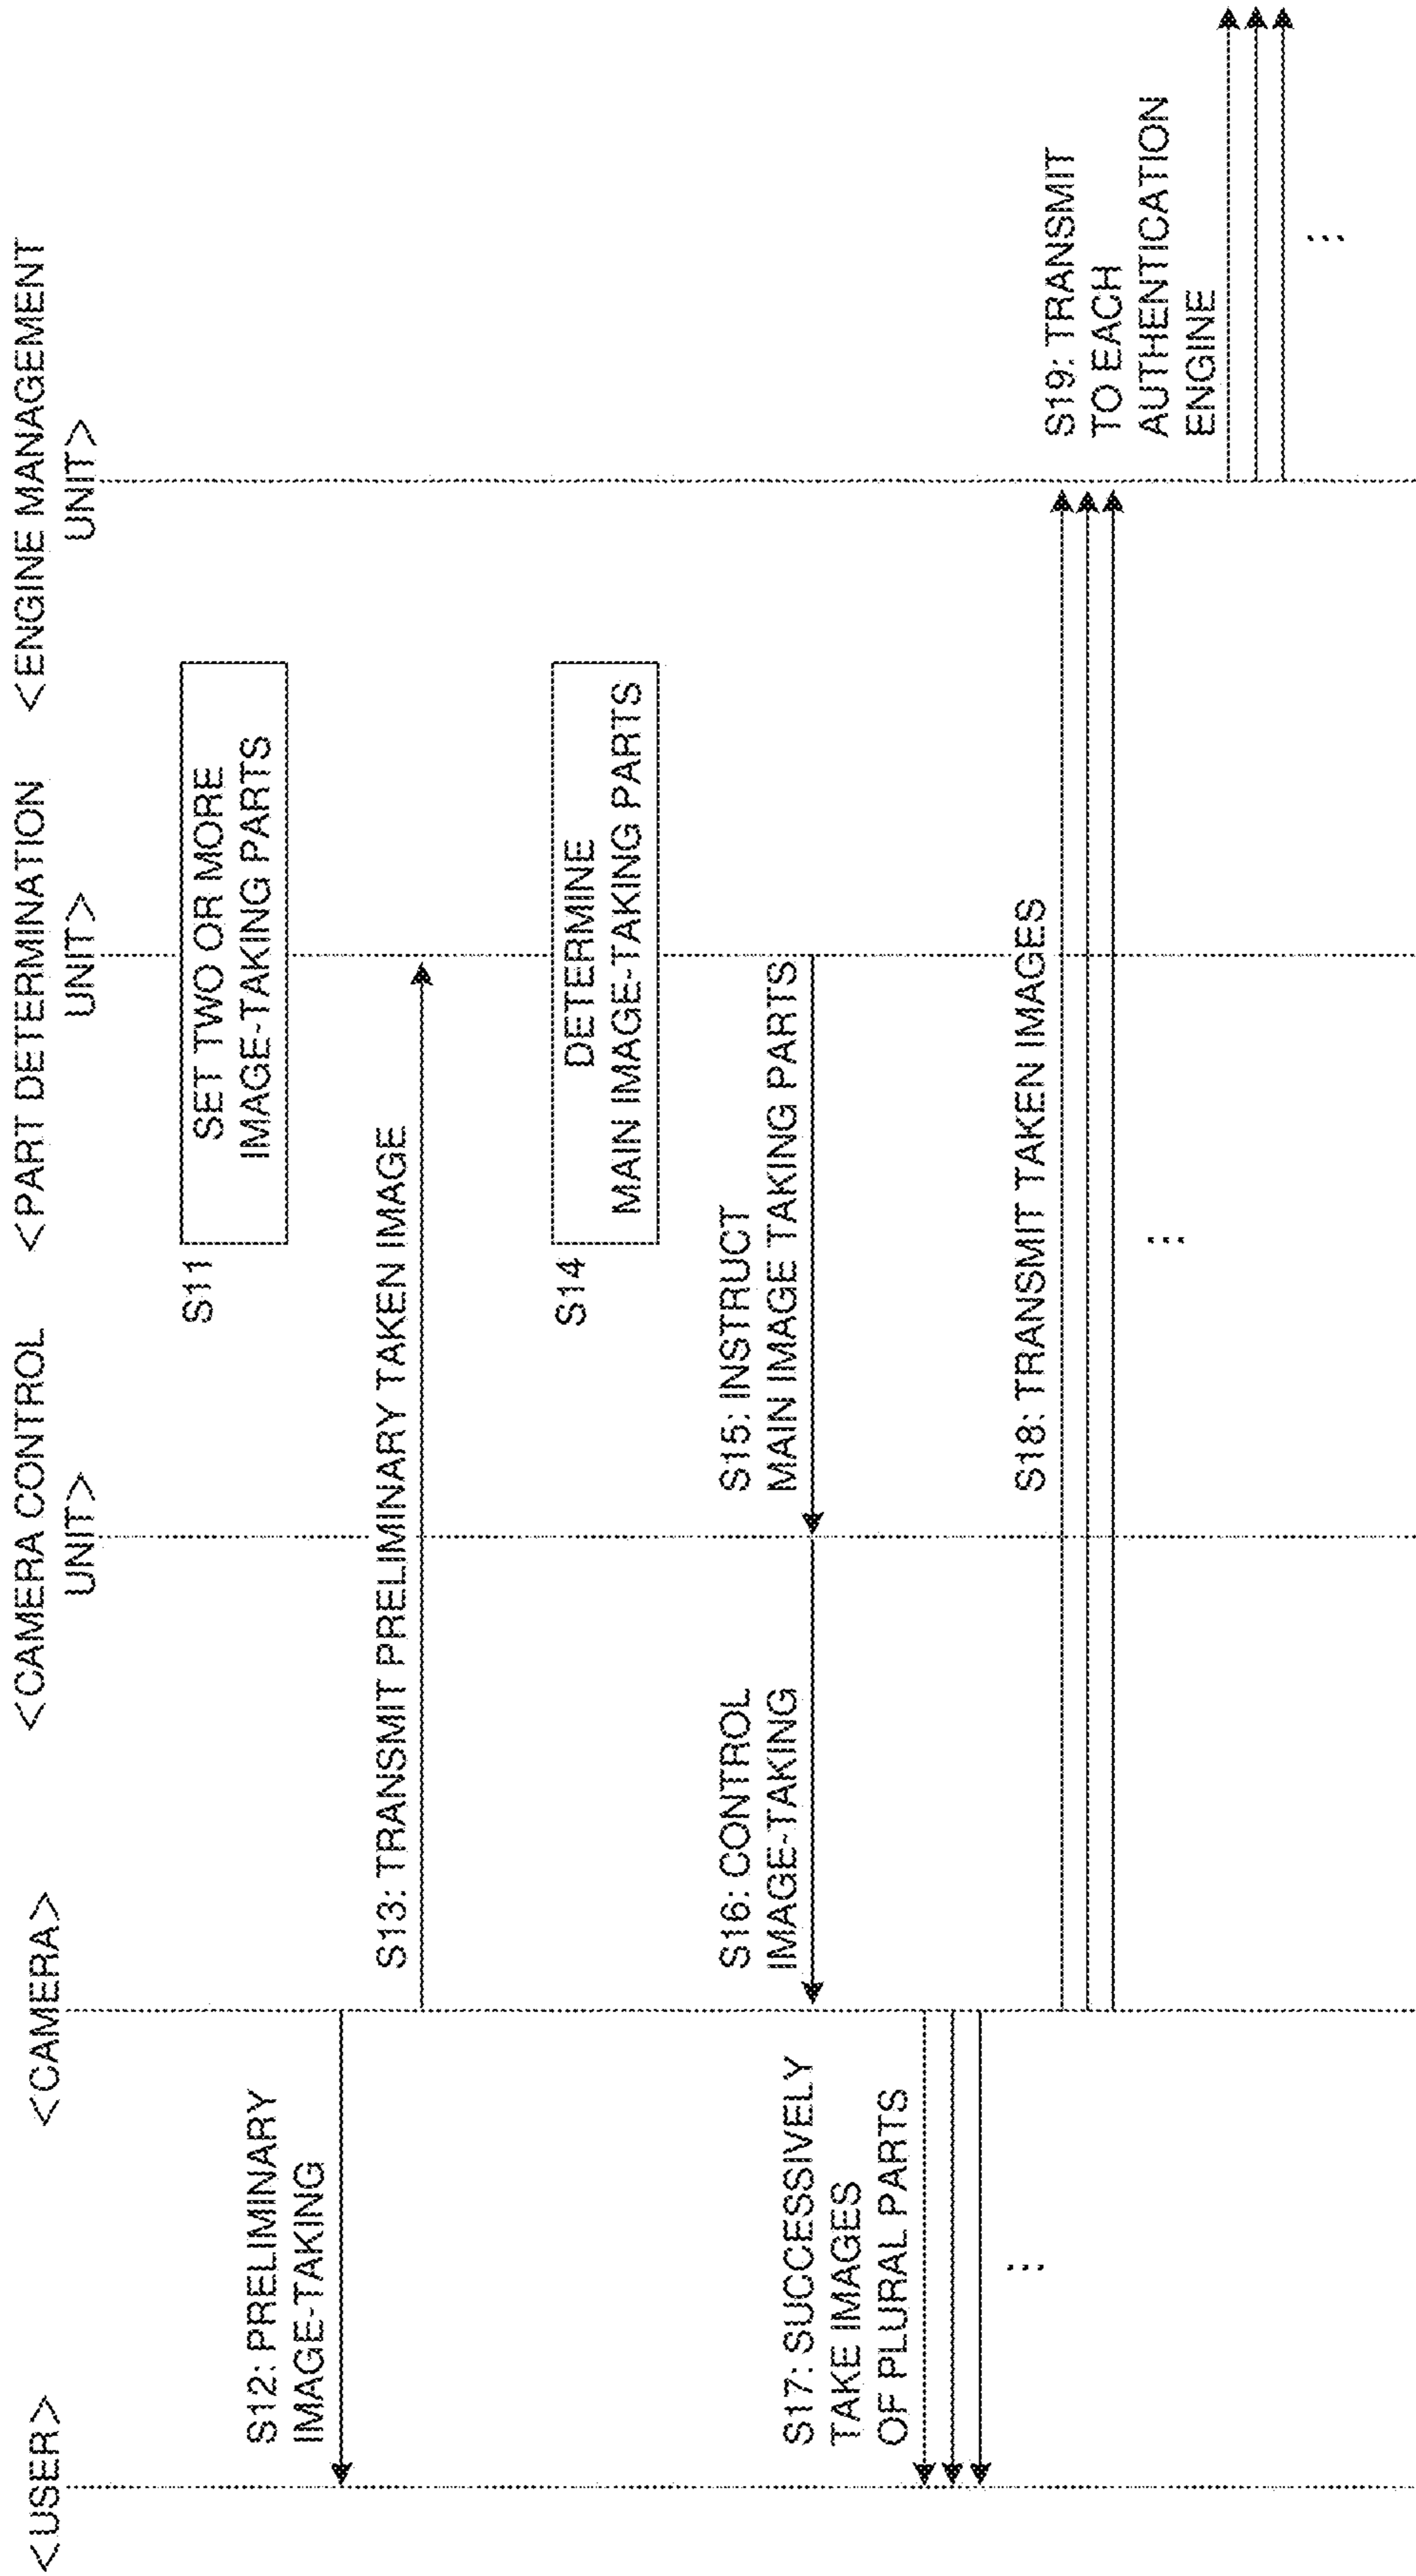 <USER>
<CAMERA>
<CAMERA CONTROL
UNIT>
<PART DETERMINATION
UNIT>
<ENGINE MANAGEMENT
UNIT>
S11
SET TWO OR MORE
IMAGE-TAKING PARTS
S12: PRELIMINARY
IMAGE-TAKING
S13: TRANSMIT PRELIMINARY TAKEN IMAGE
S14
DETERMINE
MAIN IMAGE-TAKING PARTS
S15: INSTRUCT
MAIN IMAGE TAKING PARTS
S16: CONTROL
IMAGE-TAKING
S17: SUCCESSIVELY
TAKE IMAGES
OF PLURAL PARTS
...
S18: TRANSMIT TAKEN IMAGES
...
S19: TRANSMIT
TO EACH
AUTHENTICATION
ENGINE
...